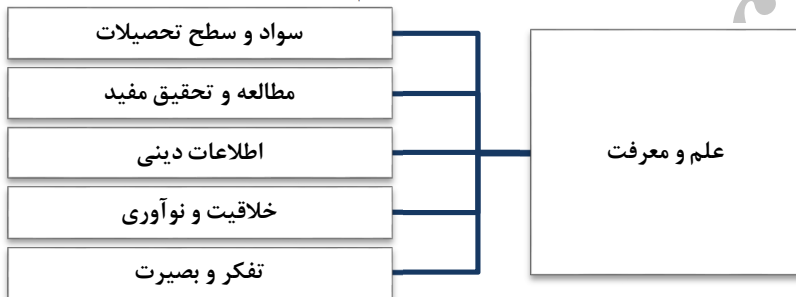 علم و معرفت
سواد و سطح تحصیلات
مطالعه و تحقیق مفید
اطلاعات دینی
خلاقیت و نوآوری
تفکر و بصیرت